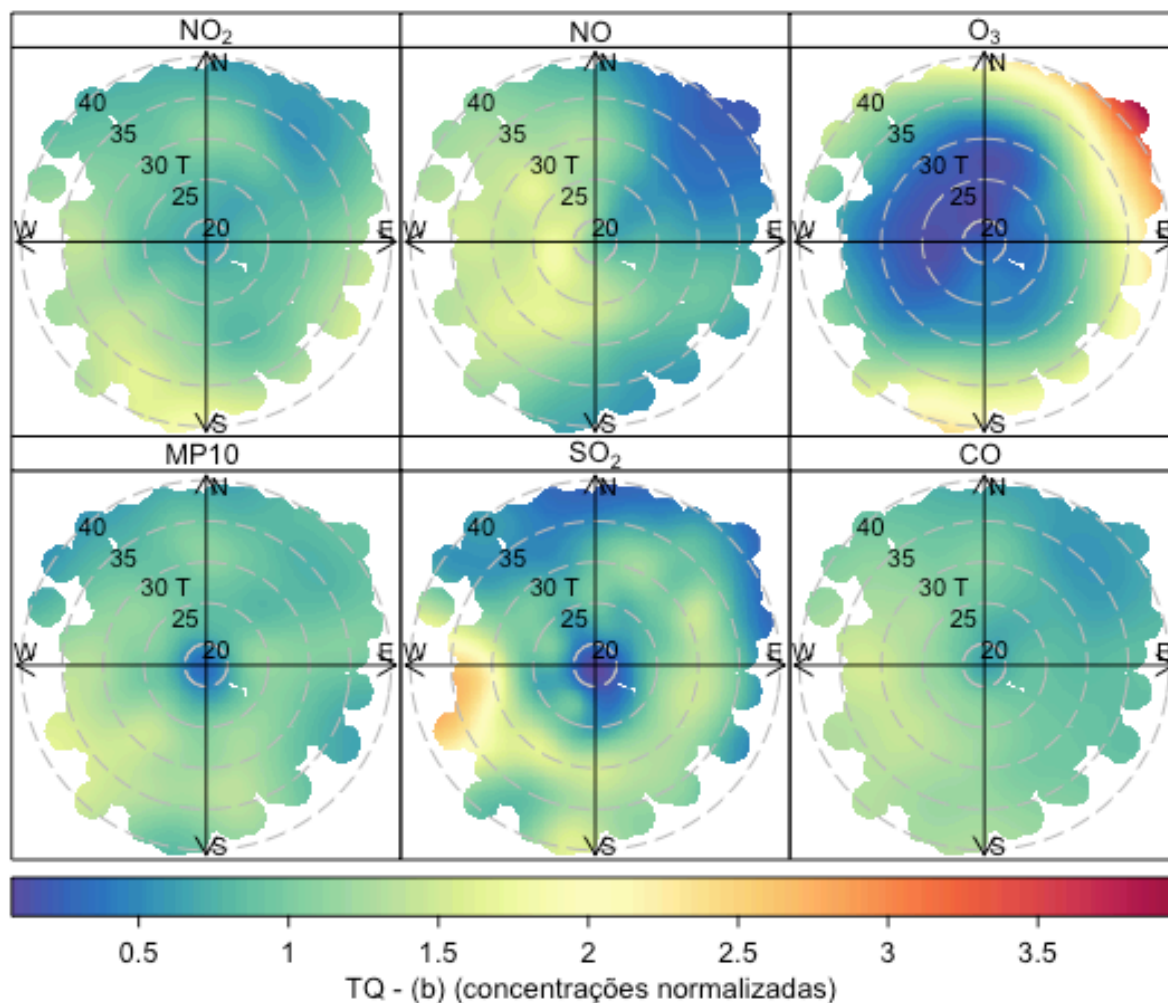 NO₂ NO O₃
N N N
40 40 40
35 35 35
30 T 30 T 30 T
25 25 25
W 20 E W 20 E W 20 E
S S S
MP10 SO₂ CO
N N N
40 40 40
35 35 35
30 T 30 T 30 T
25 25 25
W 20 E W 20 E W 20 E
S S S
0.5 1 1.5 2 2.5 3 3.5
TQ - (b) (concentrações normalizadas)